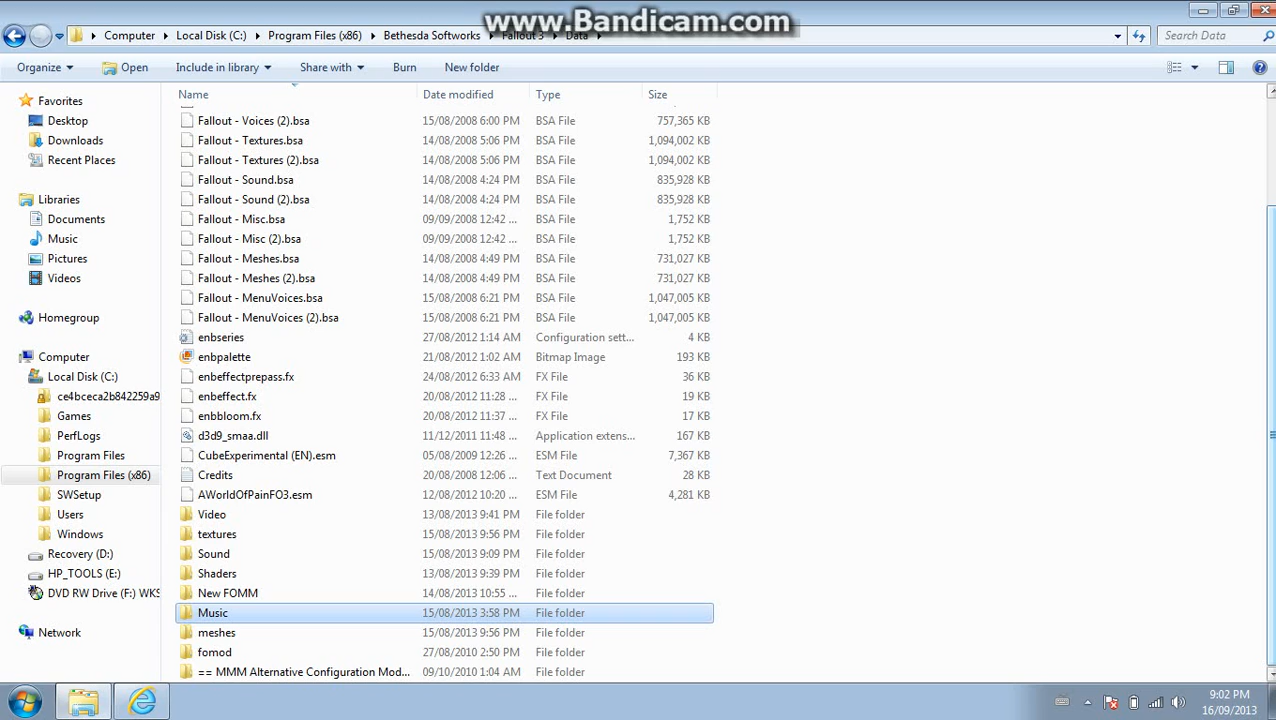 www.Bandicam.com
Computer Local Disk (C:) Program Files (x86) Bethesda Softworks Fallout 3 Data Search Data
Organize Open Include in library Share with Burn New folder
Name Date modified Type Size
Favorites
Desktop
Downloads
Recent Places
Libraries
Documents
Music
Pictures
Videos
Homegroup
Computer
Local Disk (C:)
ce4bceca2b842259a9
Games
PerfLogs
Program Files
Program Files (x86)
SWSetup
Users
Windows
Recovery (D:)
HP_TOOLS (E:)
DVD RW Drive (F:) WKS
Network
Fallout - Voices (2).bsa 15/08/2008 6:00 PM BSA File 757,365 KB
Fallout - Textures.bsa 14/08/2008 5:06 PM BSA File 1,094,002 KB
Fallout - Textures (2).bsa 14/08/2008 5:06 PM BSA File 1,094,002 KB
Fallout - Sound.bsa 14/08/2008 4:24 PM BSA File 835,928 KB
Fallout - Sound (2).bsa 14/08/2008 4:24 PM BSA File 835,928 KB
Fallout - Misc.bsa 09/09/2008 12:42 ... BSA File 1,752 KB
Fallout - Misc (2).bsa 09/09/2008 12:42 ... BSA File 1,752 KB
Fallout - Meshes.bsa 14/08/2008 4:49 PM BSA File 731,027 KB
Fallout - Meshes (2).bsa 14/08/2008 4:49 PM BSA File 731,027 KB
Fallout - MenuVoices.bsa 15/08/2008 6:21 PM BSA File 1,047,005 KB
Fallout - MenuVoices (2).bsa 15/08/2008 6:21 PM BSA File 1,047,005 KB
enbseries 27/08/2012 1:14 AM Configuration sett... 4 KB
enbpalette 21/08/2012 1:02 AM Bitmap Image 193 KB
enbeffectprepass.fx 24/08/2012 6:33 AM FX File 36 KB
enbeffect.fx 20/08/2012 11:28 ... FX File 19 KB
enbbloom.fx 20/08/2012 11:37 ... FX File 17 KB
d3d9_smaa.dll 11/12/2011 11:48 ... Application extens... 167 KB
CubeExperimental (EN).esm 05/08/2009 12:26 ... ESM File 7,367 KB
Credits 20/08/2008 12:06 ... Text Document 28 KB
AWorldOfPainFO3.esm 12/08/2012 10:20 ... ESM File 4,281 KB
Video 13/08/2013 9:41 PM File folder
textures 15/08/2013 9:56 PM File folder
Sound 15/08/2013 9:09 PM File folder
Shaders 13/08/2013 9:39 PM File folder
New FOMM 14/08/2013 10:55 ... File folder
Music 15/08/2013 3:58 PM File folder
meshes 15/08/2013 9:56 PM File folder
fomod 27/08/2010 2:50 PM File folder
== MMM Alternative Configuration Mod... 09/10/2010 1:04 AM File folder
9:02 PM
16/09/2013